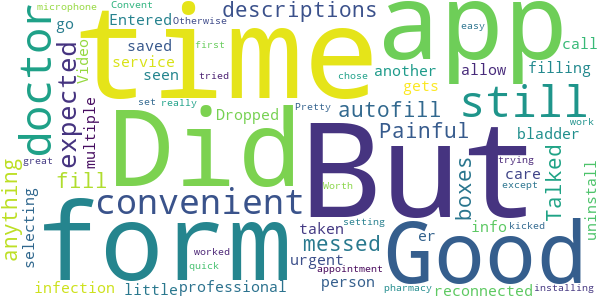 microphone
Convent
Otherwise
Entered
descriptions
go
time
app
first
easy
saved
call
doctor
Video
service
seen
tried
another
chose
allow
filling
expected
multiple
gets
set
really
Pretty
autofill
still
work
Dropped
Did
But
Painful
bladder
great
trying
anything
fill
boxes
care
except
selecting
convenient
Worth
Talked
uninstall
form
setting
Good
info
kicked
taken
messed
er
worked
urgent
quick
appointment
person
reconnected
infection
little
professional
pharmacy
installing